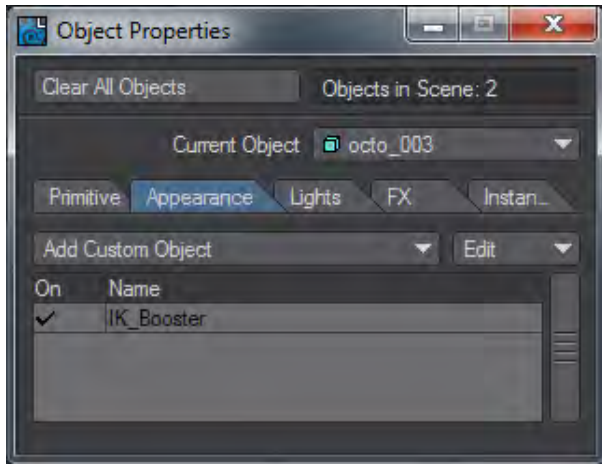 Object Properties
Clear All Objects Objects in Scene: 2
Current Object octo_003
Primitive Appearance Lights FX Instan...
Add Custom Object Edit
On Name
IK_Booster